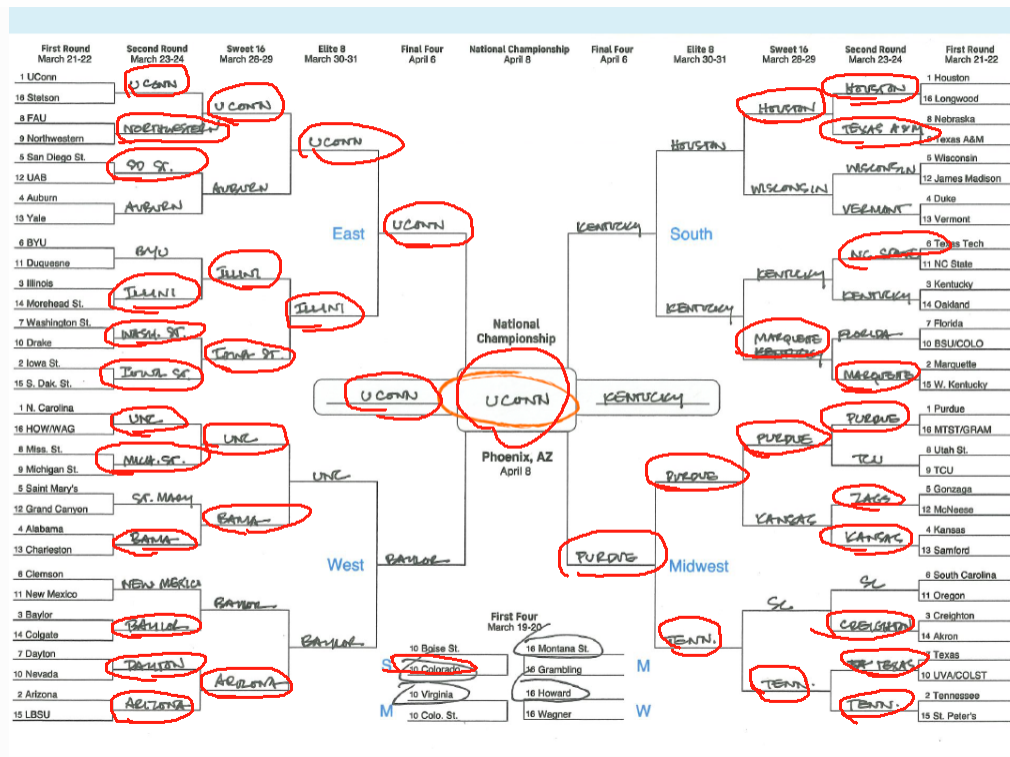 First Round
March 21-22
Second Round
March 23-24
Sweet 16
March 28-29
Elite 8
March 30-31
Final Four
April 6
National Championship
April 8
Final Four
April 6
Elite 8
March 30-31
Sweet 16
March 28-29
Second Round
March 23-24
First Round
March 21-22
1 UConn
16 Stetson
8 FAU
9 Northwestern
5 San Diego St.
12 UAB
4 Auburn
13 Yale
6 BYU
11 Duquesne
3 Illinois
14 Morehead St.
7 Washington St.
10 Drake
2 Iowa St.
15 S. Dak. St.
1 N. Carolina
16 HOW/WAG
8 Miss. St.
9 Michigan St.
5 Saint Mary's
12 Grand Canyon
4 Alabama
13 Charleston
6 Clemson
11 New Mexico
3 Baylor
14 Colgate
7 Dayton
10 Nevada
2 Arizona
15 LBSU
UCONN
NORTHWESTERN
SD ST.
AUBURN
BYU
ILLINI
WASH. ST.
IOWA ST.
UNC
MICH. ST.
ST. MARY
BAMA
NEW MEXICO
BAYLOR
DAYTON
ARIZONA
UCONN
AUBURN
ILLINI
IOWA ST.
UNC
BAMA
BAYLOR
ARIZONA
UCONN
ILLINI
UNC
BAYLOR
East
West
UCONN
BAYLOR
National
Championship
UCONN
UCONN
KENTUCKY
Phoenix, AZ
April 8
First Four
March 19-20
S
10 Boise St.
10 Colorado
M
10 Virginia
10 Colo. St.
16 Montana St.
16 Grambling
M
16 Howard
16 Wagner
W
KENTUCKY
PURDUE
South
Midwest
HOUSTON
KENTUCKY
PURDUE
TENN.
HOUSTON
WISCONSIN
KENTUCKY
MARQUETTE
KENTUCKY
PURDUE
KANSAS
SC
TENN.
HOUSTON
TEXAS A&M
WISCONSIN
VERMONT
NC STATE
KENTUCKY
FLORIDA
MARQUETTE
PURDUE
TCU
ZAGS
KANSAS
SC
CREIGHTON
TEXAS
TENN.
1 Houston
16 Longwood
8 Nebraska
9 Texas A&M
5 Wisconsin
12 James Madison
4 Duke
13 Vermont
6 Texas Tech
11 NC State
3 Kentucky
14 Oakland
7 Florida
10 BSU/COLO
2 Marquette
15 W. Kentucky
1 Purdue
16 MTST/GRAM
8 Utah St.
9 TCU
5 Gonzaga
12 McNeese
4 Kansas
13 Samford
6 South Carolina
11 Oregon
3 Creighton
14 Akron
7 Texas
10 UVA/COLST
2 Tennessee
15 St. Peter's